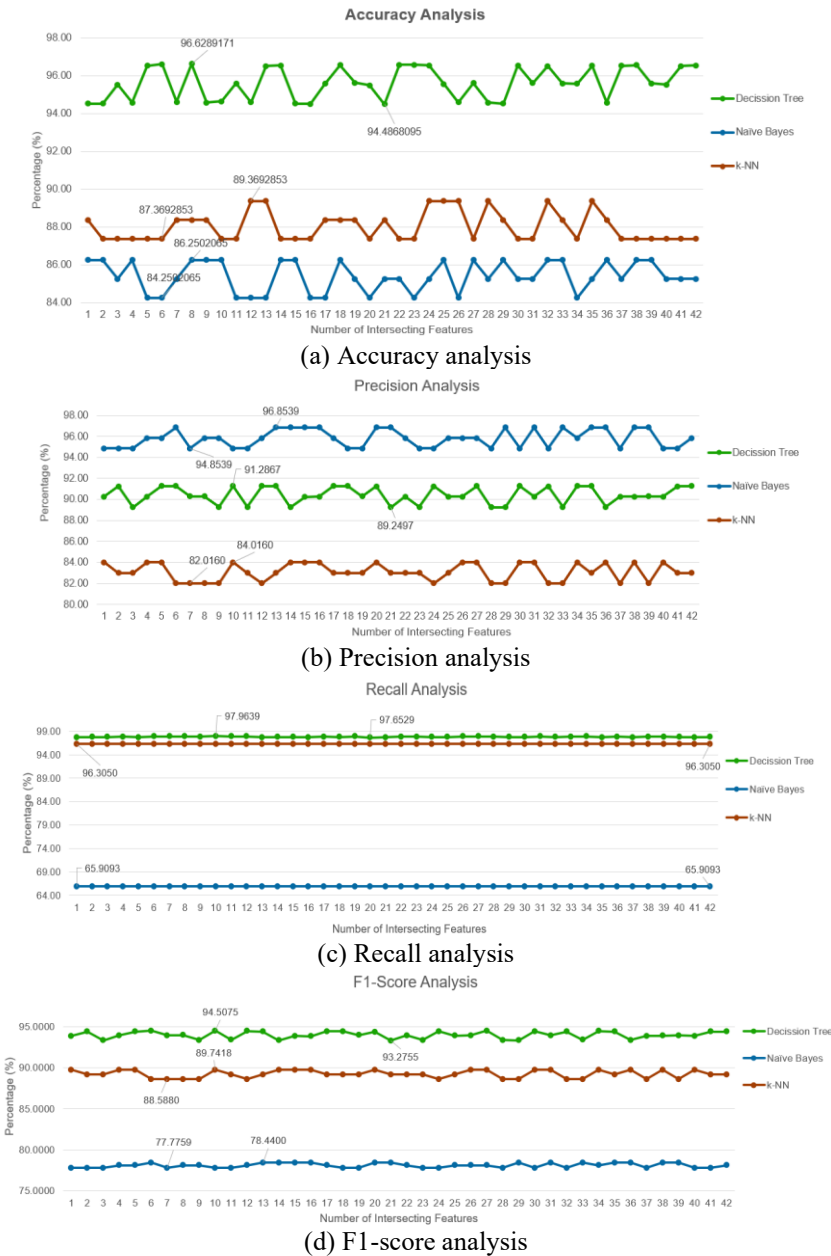 Accuracy Analysis
98.00
96.6289171
96.00
94.00
94.4868095
92.00
90.00
89.3692853
88.00
87.3692853
86.2502065
86.00
84.2502065
84.00
Percentage (%)
Decission Tree
Naïve Bayes
k-NN
1 2 3 4 5 6 7 8 9 10 11 12 13 14 15 16 17 18 19 20 21 22 23 24 25 26 27 28 29 30 31 32 33 34 35 36 37 38 39 40 41 42
Number of Intersecting Features
(a) Accuracy analysis
Precision Analysis
98.00
96.8539
96.00
94.00
94.8539
92.00
91.2867
90.00
88.00
89.2497
86.00
84.0160
84.00
82.0160
82.00
80.00
Percentage (%)
Decission Tree
Naïve Bayes
k-NN
1 2 3 4 5 6 7 8 9 10 11 12 13 14 15 16 17 18 19 20 21 22 23 24 25 26 27 28 29 30 31 32 33 34 35 36 37 38 39 40 41 42
Number of Intersecting Features
(b) Precision analysis
Recall Analysis
97.9639
97.6529
99.00
94.00
96.3050
96.3050
89.00
84.00
79.00
74.00
69.00
65.9093
65.9093
64.00
Percentage (%)
Decission Tree
Naïve Bayes
k-NN
1 2 3 4 5 6 7 8 9 10 11 12 13 14 15 16 17 18 19 20 21 22 23 24 25 26 27 28 29 30 31 32 33 34 35 36 37 38 39 40 41 42
Number of Intersecting Features
(c) Recall analysis
F1-Score Analysis
94.5075
95.0000
93.2755
90.0000
89.7418
88.5880
85.0000
80.0000
77.7759
78.4400
75.0000
Percentage (%)
Decission Tree
Naïve Bayes
k-NN
1 2 3 4 5 6 7 8 9 10 11 12 13 14 15 16 17 18 19 20 21 22 23 24 25 26 27 28 29 30 31 32 33 34 35 36 37 38 39 40 41 42
Number of Intersecting Features
(d) F1-score analysis